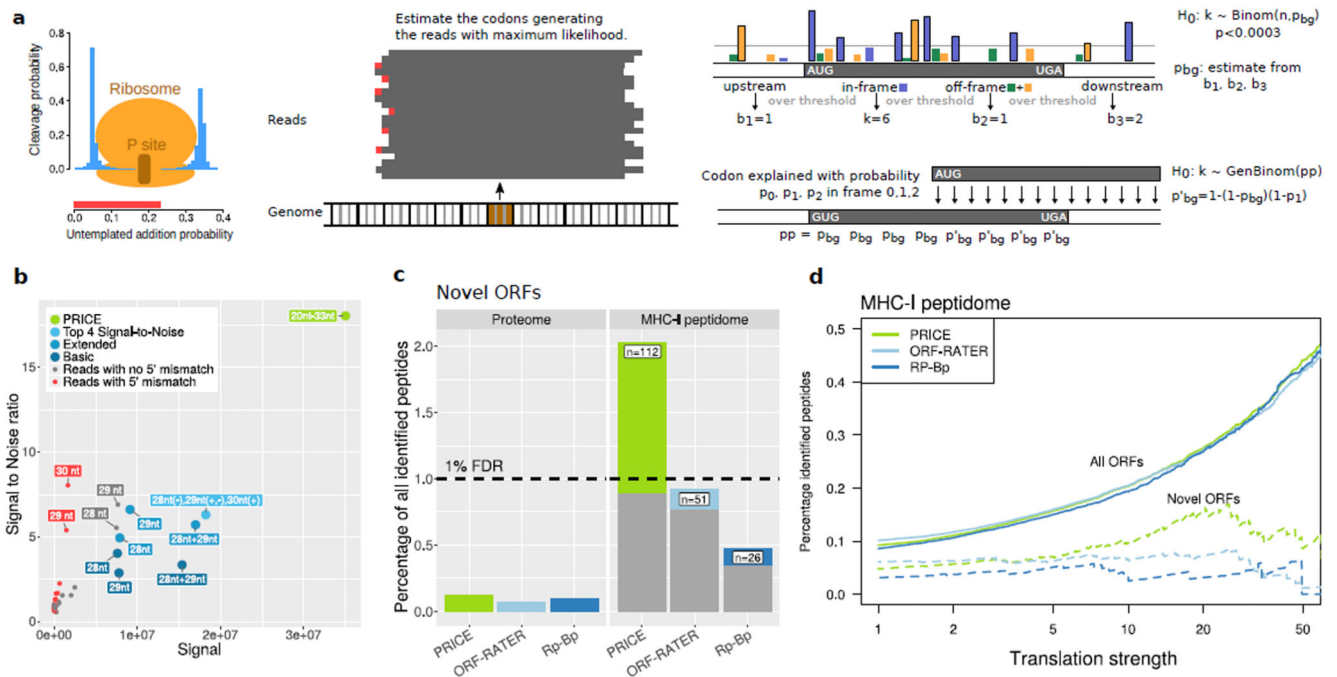 a
Cleavage probability
0,8
0,6
0,4
0,2
0,0
Ribosome
P site
0.0 0.1 0.2 0.3 0.4
Untemplated addition probability
Estimate the codons generating
the reads with maximum likelihood.
Reads
Genome
AUG UGA
upstream in-frame off-frame + downstream
over threshold over threshold over threshold
b1=1 k=6 b2=1 b3=2
H0: k ~ Binom(n,pbg)
p<0.0003
pbg: estimate from
b1, b2, b3
Codon explained with probability
p0, p1, p2 in frame 0,1,2
AUG
GUG UGA
pp = pbg pbg pbg pbg p'bg p'bg p'bg p'bg
H0: k ~ GenBinom(pp)
p'bg=1-(1-pbg)(1-p1)
b
Signal to Noise ratio
15
10
5
0
PRICE
Top 4 Signal-to-Noise
Extended
Basic
Reads with no 5' mismatch
Reads with 5' mismatch
20nt-33nt
30 nt
29 nt
28nt(-),29nt(+,-),30nt(+)
29 nt
28 nt
29nt
28nt+29nt
28nt
28nt
28nt+29nt
29nt
0e+00 1e+07 2e+07 3e+07
Signal
c
Novel ORFs
Proteome MHC-I peptidome
Percentage of all identified peptides
2.0
1.5
1.0
0.5
0.0
1% FDR
n=112
n=51
n=26
PRICE ORF-RATER Rp-Bp PRICE ORF-RATER Rp-Bp
d
MHC-I peptidome
Percentage identified peptides
0.5
0.4
0.3
0.2
0.1
0.0
PRICE
ORF-RATER
RP-Bp
All ORFs
Novel ORFs
1 2 5 10 20 50
Translation strength